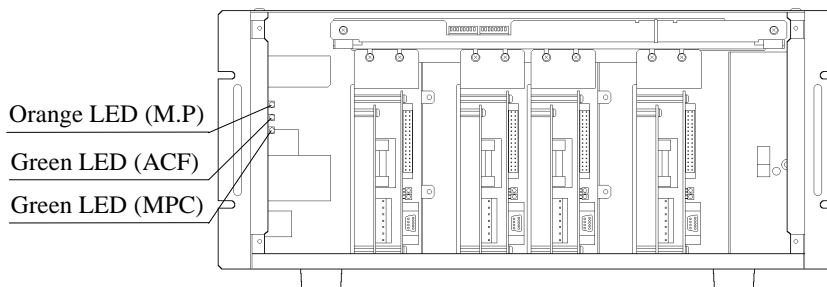 Orange LED (M.P)
Green LED (ACF)
Green LED (MPC)